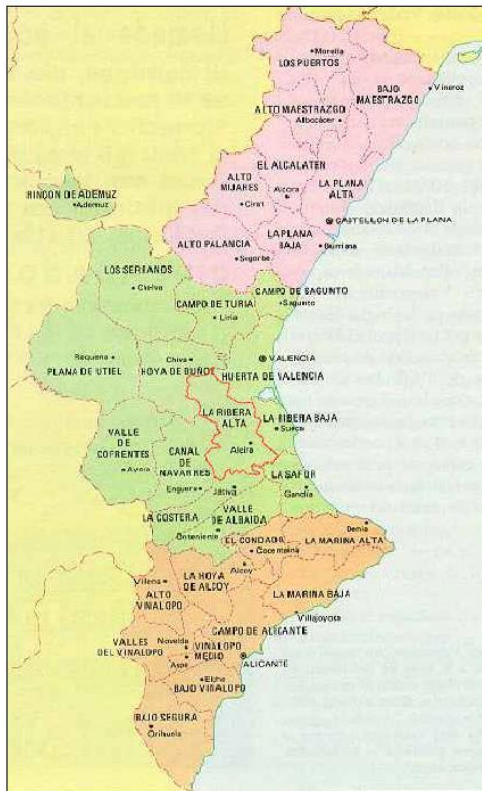 Morella
LOS PUERTOS
BAJO
MAESTRAZGO
Vinaroz
ALTO MAESTRAZGO
Albocácer
EL ALCALATEN
ALTO
MIJARES
Alcora
LA PLANA
ALTA
Cirat
CASTELLON DE LA PLANA
RINCON DE ADEMUZ
Ademuz
LA PLANA
BAJA
Burriana
ALTO PALANCIA
Segorbe
LOS SERRANOS
Chelva
CAMPO DE SAGUNTO
Sagunto
CAMPO DE TURIA
Liria
Requena
PLANA DE UTIEL
Chiva
HOYA DE BUÑOL
VALENCIA
HUERTA DE VALENCIA
LA RIBERA
ALTA
LA RIBERA BAJA
Sueca
VALLE
DE
COFRENTES
Ayora
Alcira
CANAL
DE
NAVARRES
Enguera
Játiva
LA SAFOR
Gandía
LA COSTERA
VALLE
DE ALBAIDA
Onteniente
EL CONDADO
Cocentaina
Denia
LA MARINA ALTA
Villena
ALTO
VINALOPO
LA HOYA
DE ALCOY
Alcoy
LA MARINA BAJA
Villajoyosa
VALLES
DEL VINALOPO
Novelda
Aspe
VINALOPO
MEDIO
CAMPO DE ALICANTE
ALICANTE
Elche
BAJO VINALOPO
BAJO SEGURA
Orihuela